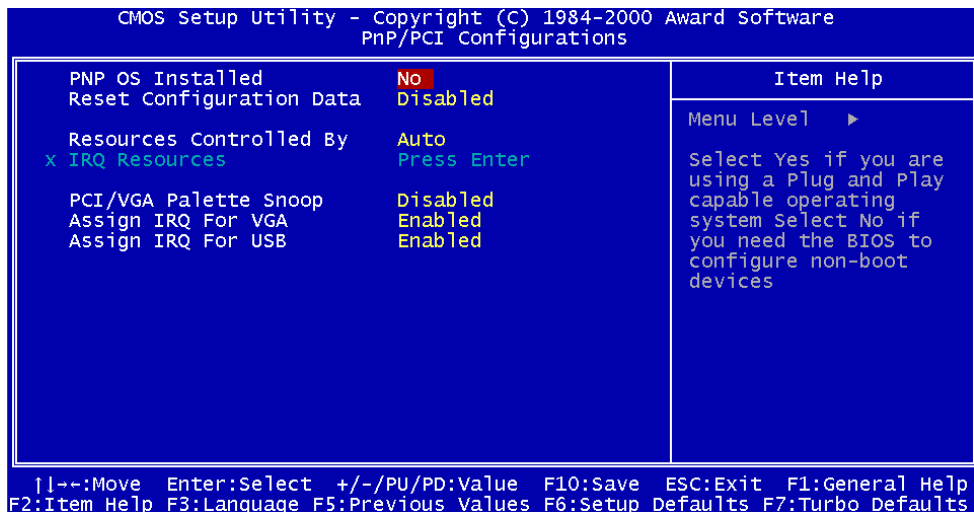 CMOS Setup Utility - Copyright (C) 1984-2000 Award Software
PnP/PCI Configurations
PNP OS Installed No
Reset Configuration Data Disabled
Resources Controlled By Auto
x IRQ Resources Press Enter
PCI/VGA Palette Snoop Disabled
Assign IRQ For VGA Enabled
Assign IRQ For USB Enabled
Item Help
Menu Level ►
Select Yes if you are
using a Plug and Play
capable operating
system Select No if
you need the BIOS to
configure non-boot
devices
↑↓→←:Move Enter:Select +/-/PU/PD:Value F10:Save ESC:Exit F1:General Help
F2:Item Help F3:Language F5:Previous Values F6:Setup Defaults F7:Turbo Defaults